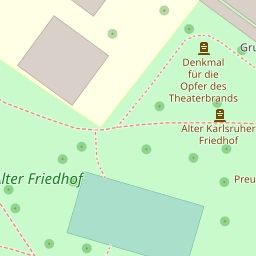 Gru
Denkmal
für die
Opfer des
Theaterbrands
Alter Karlsruher
Friedhof
lter Friedhof
Preu